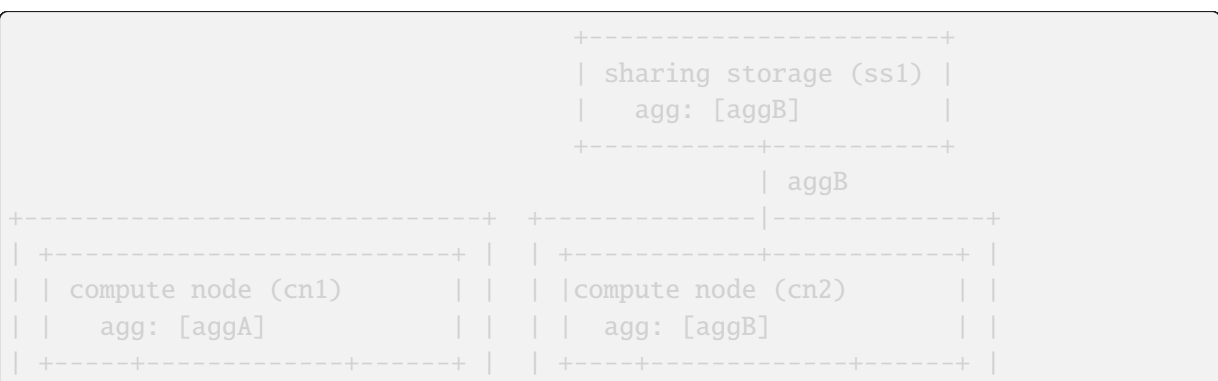 +-----------------------+
                                     | sharing storage (ss1) |
                                     |   agg: [aggB]         |
                                     +-----------+-----------+
                                                 | aggB
+------------------------------+  +--------------|--------------+
| +--------------------------+ |  | +------------+------------+ |
| | compute node (cn1)       | |  | |compute node (cn2)       | |
| |   agg: [aggA]            | |  | |  agg: [aggB]            | |
| +-----+-------------+------+ |  | +----+-------------+------+ |